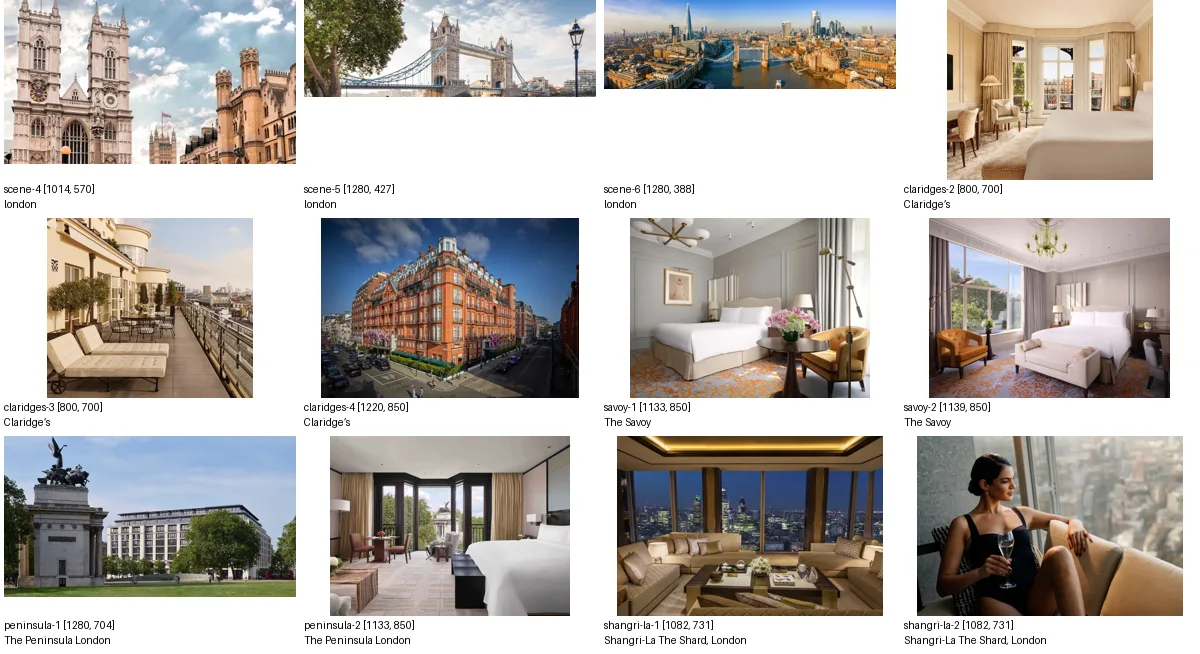 scene-4 [1014, 570]
london
scene-5 [1280, 427]
london
scene-6 [1280, 388]
london
claridges-2 [800, 700]
Claridge’s
claridges-3 [800, 700]
Claridge’s
claridges-4 [1220, 850]
Claridge’s
savoy-1 [1133, 850]
The Savoy
savoy-2 [1139, 850]
The Savoy
peninsula-1 [1280, 704]
The Peninsula London
peninsula-2 [1133, 850]
The Peninsula London
shangri-la-1 [1082, 731]
Shangri-La The Shard, London
shangri-la-2 [1082, 731]
Shangri-La The Shard, London